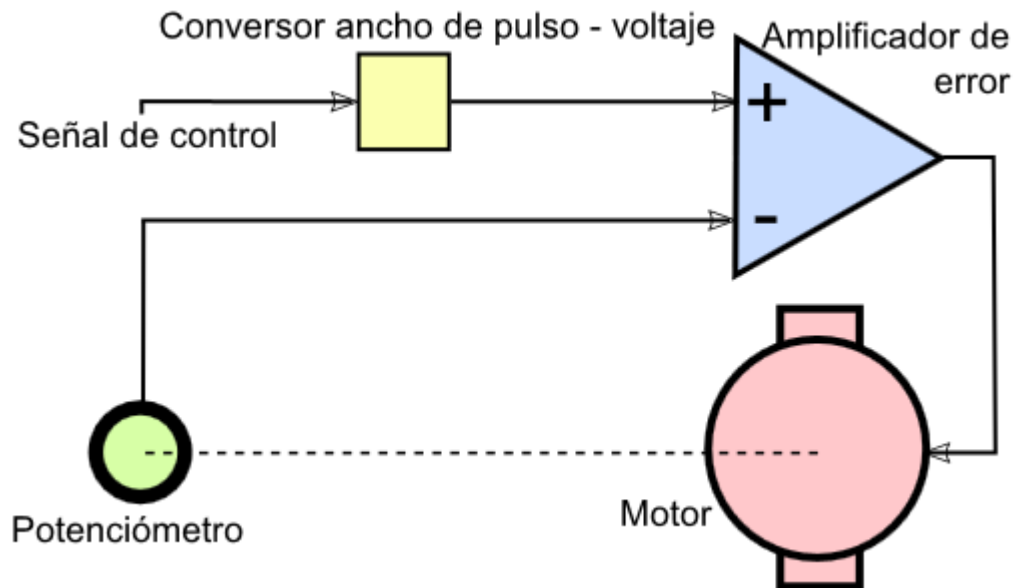 Conversor ancho de pulso - voltaje
Amplificador de
error
+
Señal de control
-
Potenciómetro
Motor